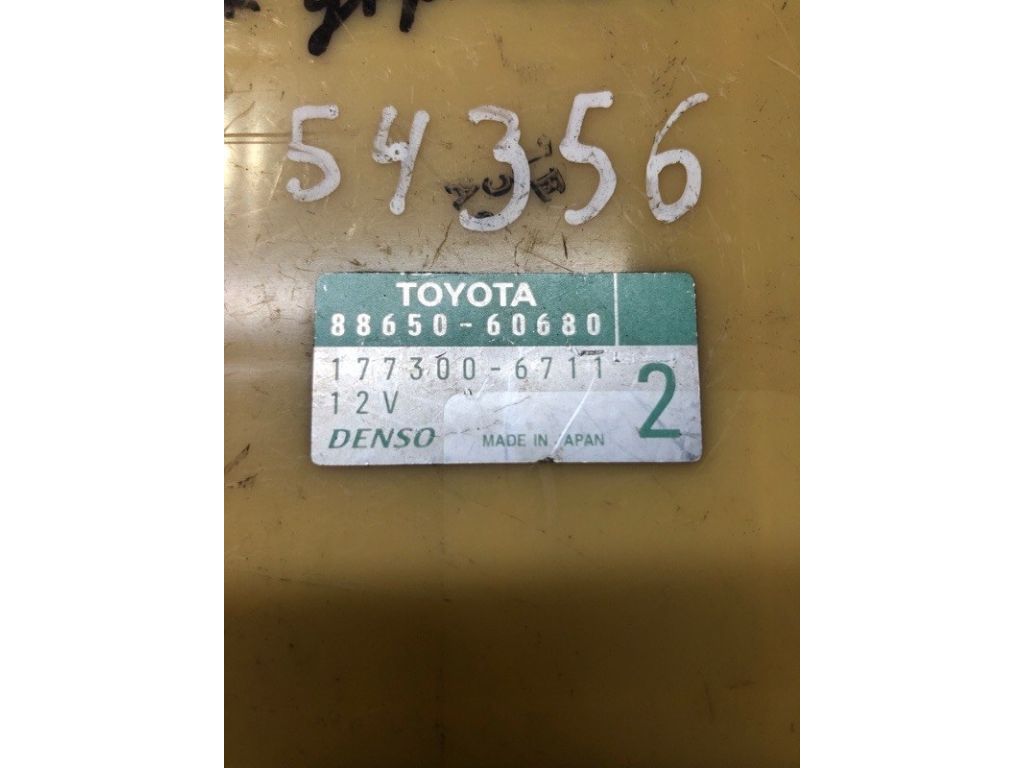 54356
TOYOTA
88650-60680
177300-6711
12V
2
DENSO
MADE IN JAPAN